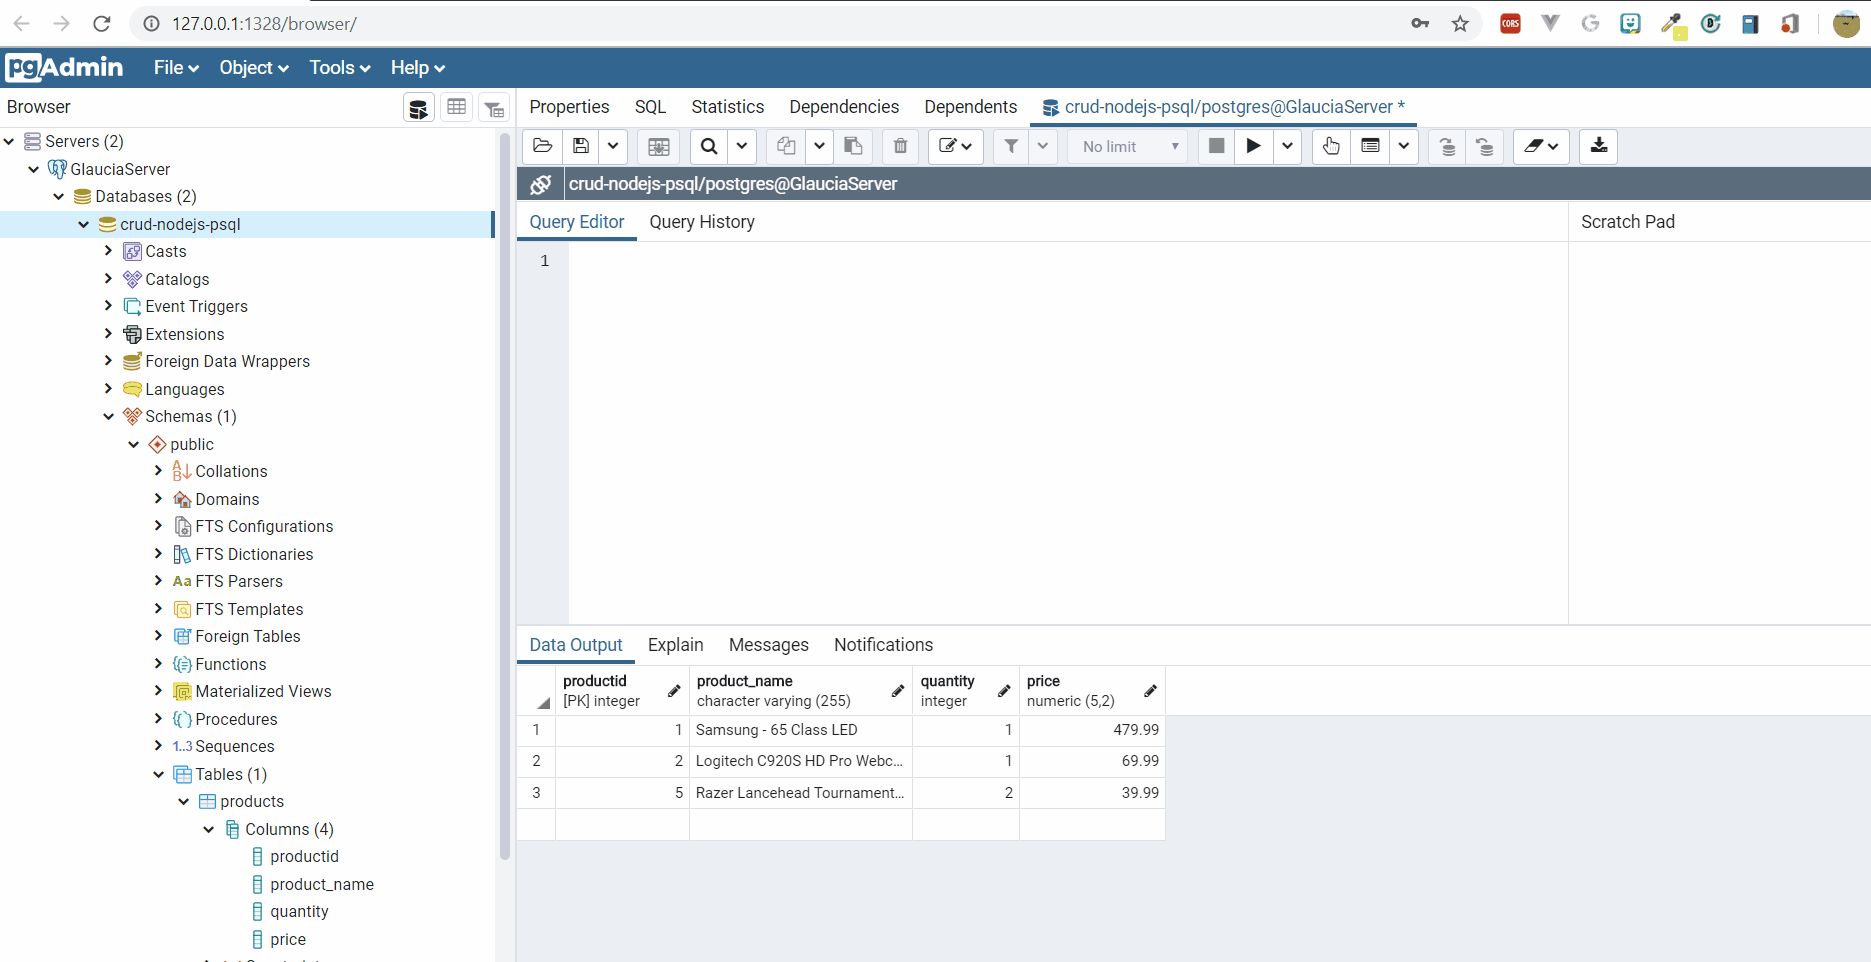 127.0.0.1:1328/browser/
CORS
pgAdmin File Object Tools Help
Browser
Properties SQL Statistics Dependencies Dependents crud-nodejs-psql/postgres@GlauciaServer *
No limit
crud-nodejs-psql/postgres@GlauciaServer
Query Editor Query History
Scratch Pad
1
Servers (2)
GlauciaServer
Databases (2)
crud-nodejs-psql
Casts
Catalogs
Event Triggers
Extensions
Foreign Data Wrappers
Languages
Schemas (1)
public
Collations
Domains
FTS Configurations
FTS Dictionaries
Aa FTS Parsers
FTS Templates
Foreign Tables
Functions
Materialized Views
Procedures
1..3 Sequences
Tables (1)
products
Columns (4)
productid
product_name
quantity
price
Data Output Explain Messages Notifications
productid product_name quantity price
[PK] integer character varying (255) integer numeric (5,2)
1 1 Samsung - 65 Class LED 1 479.99
2 2 Logitech C920S HD Pro Webc... 1 69.99
3 5 Razer Lancehead Tournament... 2 39.99